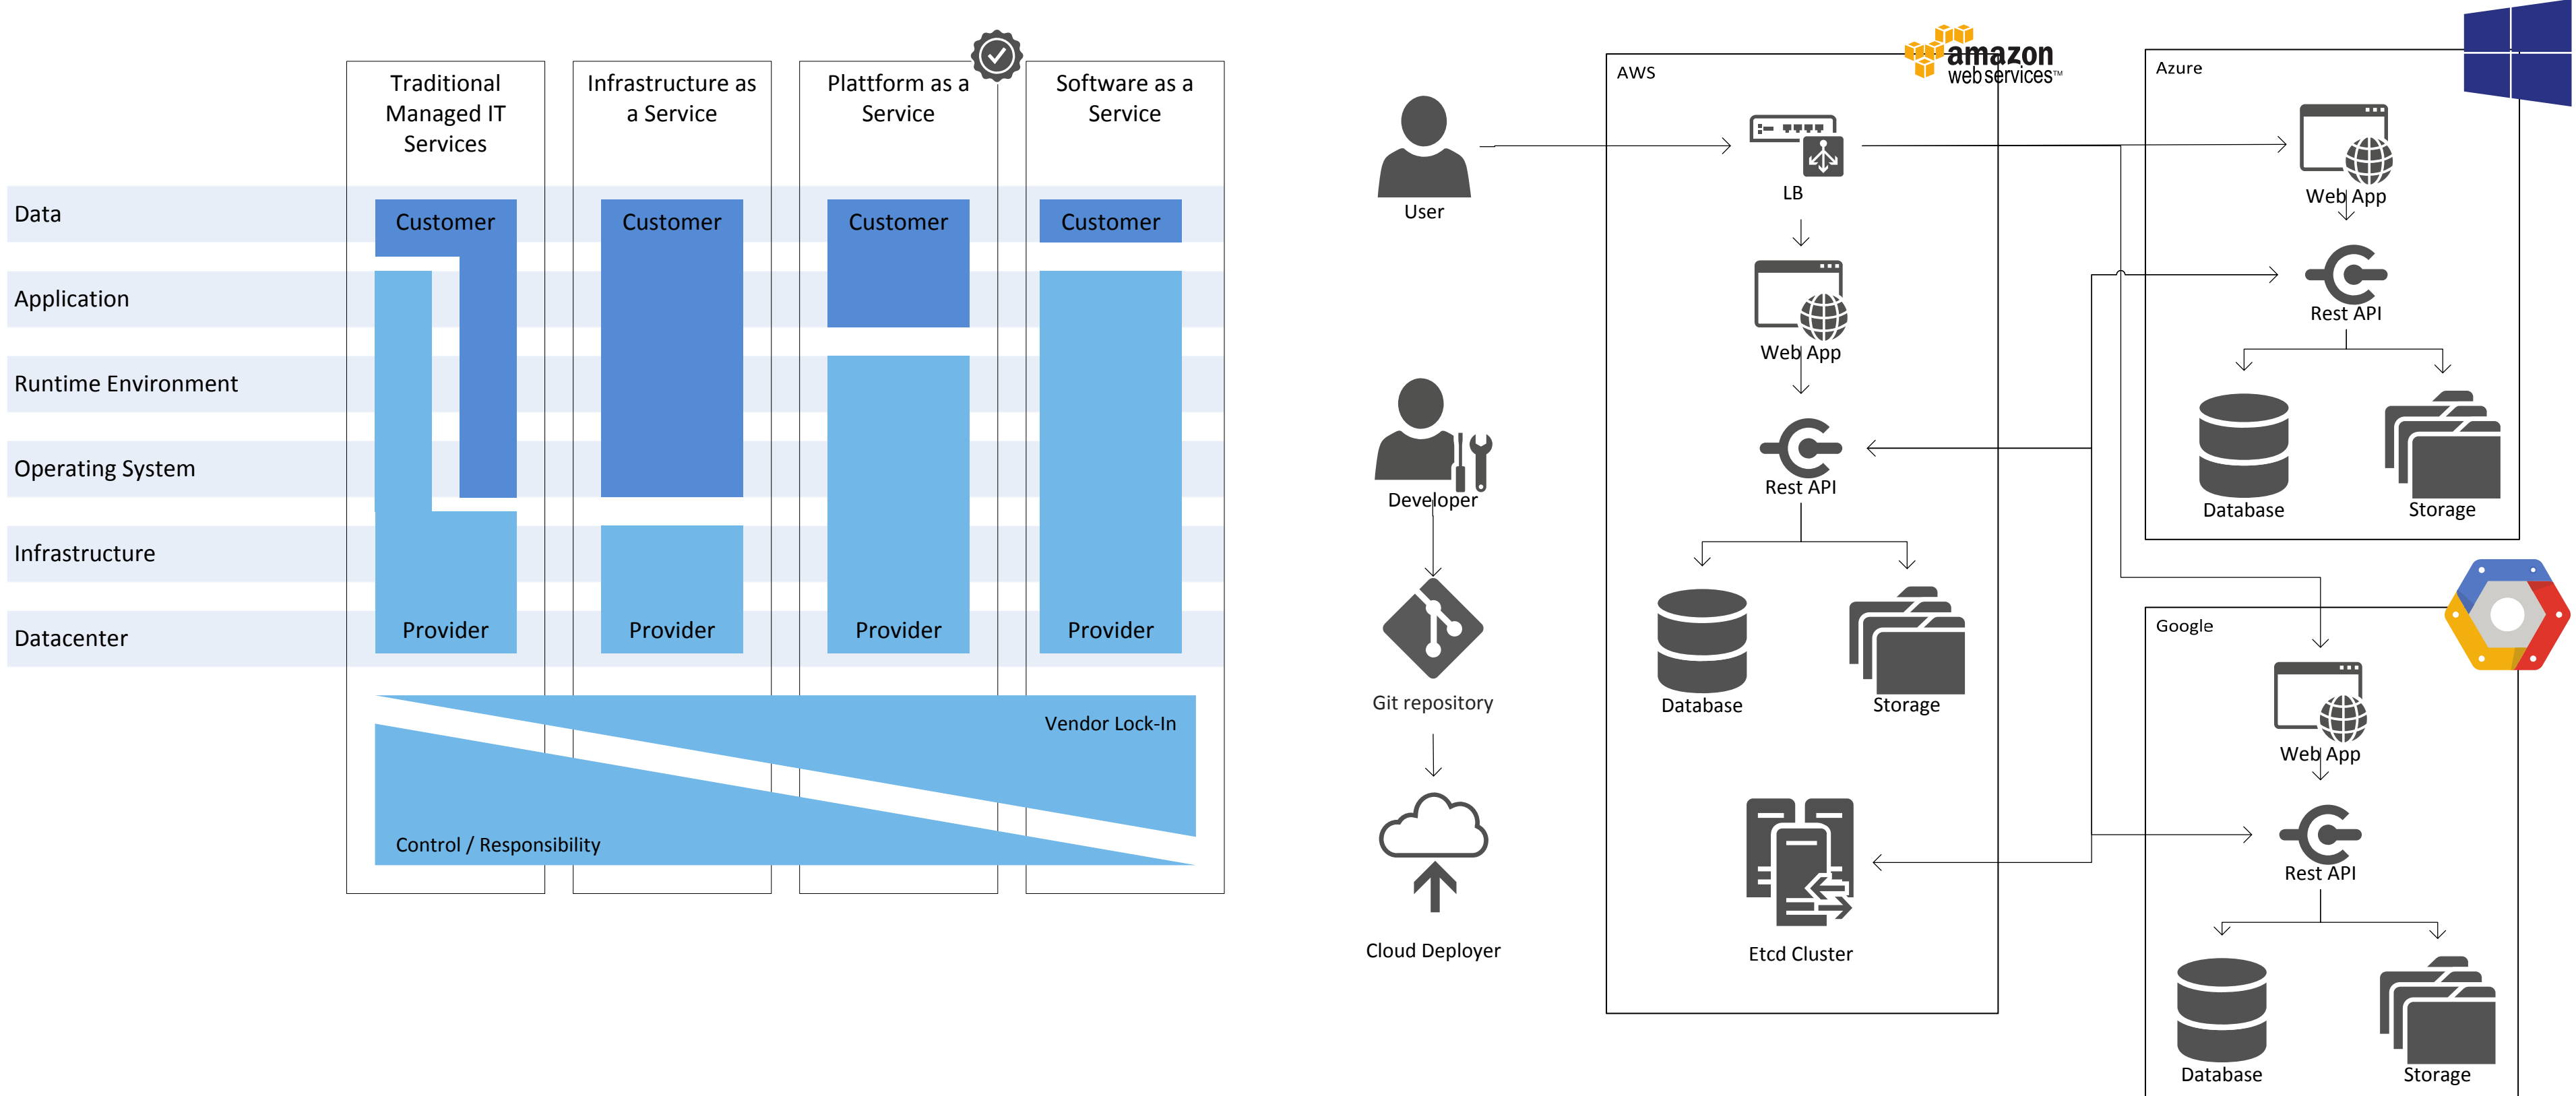 Traditional
Managed IT
Services
Infrastructure as
a Service
Plattform as a
Service
Software as a
Service
Data
Customer
Customer
Customer
Customer
Application
Runtime Environment
Operating System
Infrastructure
Datacenter
Provider
Provider
Provider
Provider
Vendor Lock-In
Control / Responsibility
User
Developer
Git repository
Cloud Deployer
AWS
amazon
web services™
LB
Web App
Rest API
Database
Storage
Etcd Cluster
Azure
Web App
Rest API
Database
Storage
Google
Web App
Rest API
Database
Storage